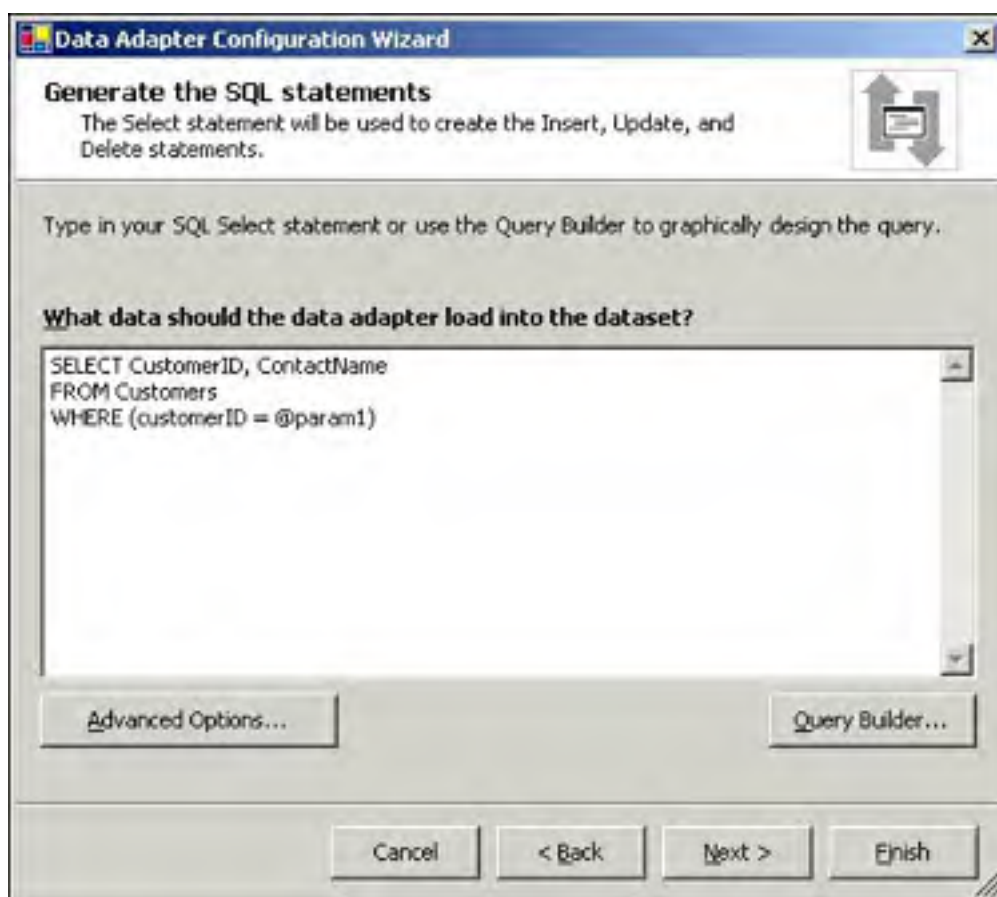 Data Adapter Configuration Wizard
Generate the SQL statements
The Select statement will be used to create the Insert, Update, and
Delete statements.
Type in your SQL Select statement or use the Query Builder to graphically design the query.
What data should the data adapter load into the dataset?
SELECT CustomerID, ContactName
FROM Customers
WHERE (customerID = @param1)
Advanced Options...
Query Builder...
Cancel
< Back
Next >
Finish